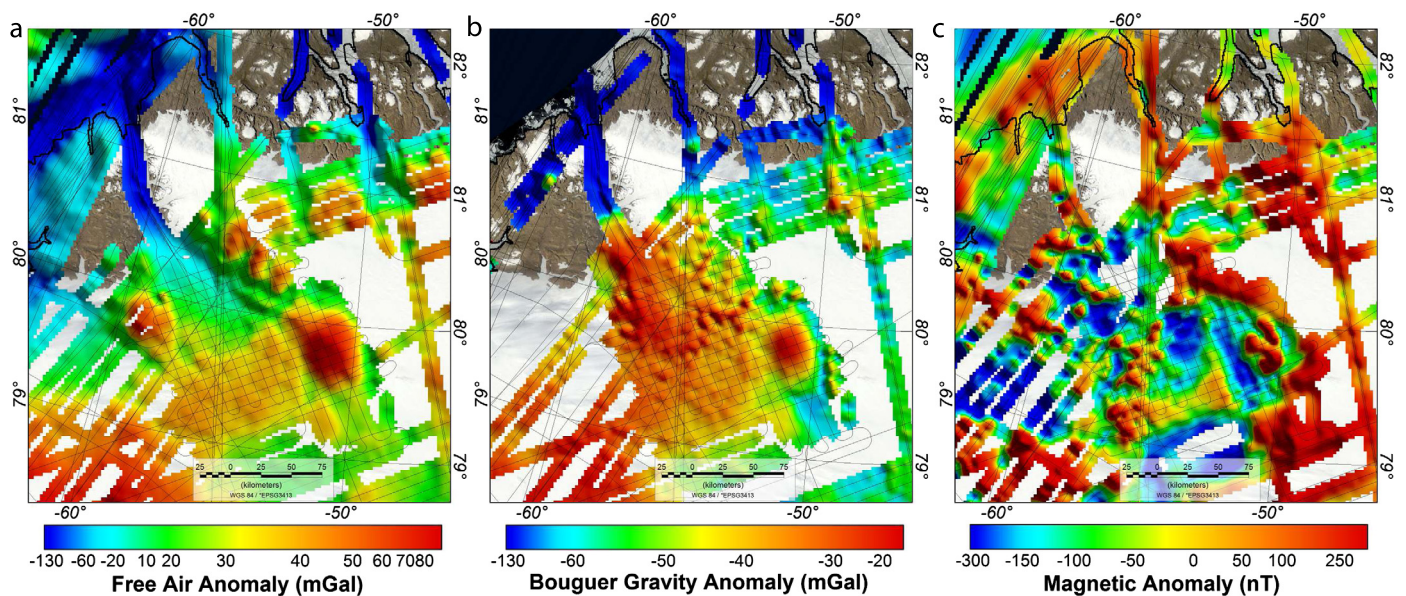 a
-60°
-50°
82°
81°
81°
80°
80°
79°
79°
25 0 25 50 75
(kilometers)
WGS 84 / *EPSG3413
-60°
-50°
-130 -60 -20 10 20 30 40 50 60 70 80
Free Air Anomaly (mGal)
b
-60°
-50°
82°
81°
81°
80°
80°
79°
79°
25 0 25 50 75
(kilometers)
WGS 84 / *EPSG3413
-60°
-50°
-130 -60 -50 -40 -30 -20
Bouguer Gravity Anomaly (mGal)
c
-60°
-50°
82°
81°
81°
80°
80°
79°
79°
25 0 25 50 75
(kilometers)
WGS 84 / *EPSG3413
-60°
-50°
-300 -150 -100 -50 0 50 100 250
Magnetic Anomaly (nT)